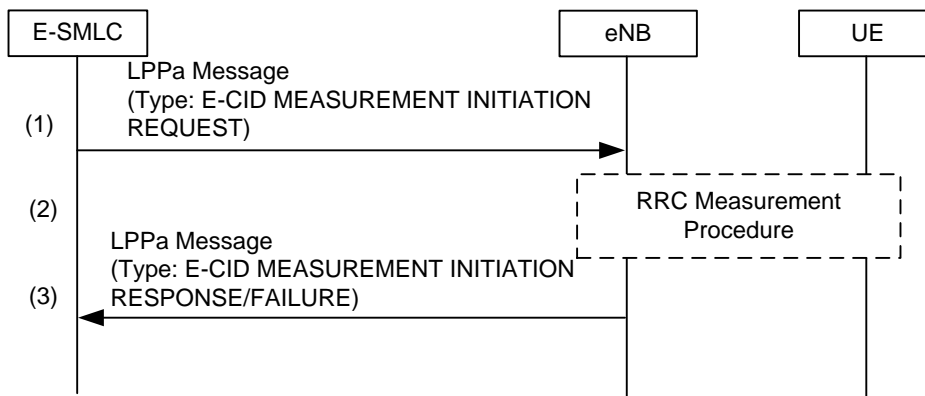 E-SMLC
eNB
UE
LPPa Message
(Type: E-CID MEASUREMENT INITIATION
REQUEST)
(1)
(2)
RRC Measurement
Procedure
LPPa Message
(Type: E-CID MEASUREMENT INITIATION
RESPONSE/FAILURE)
(3)